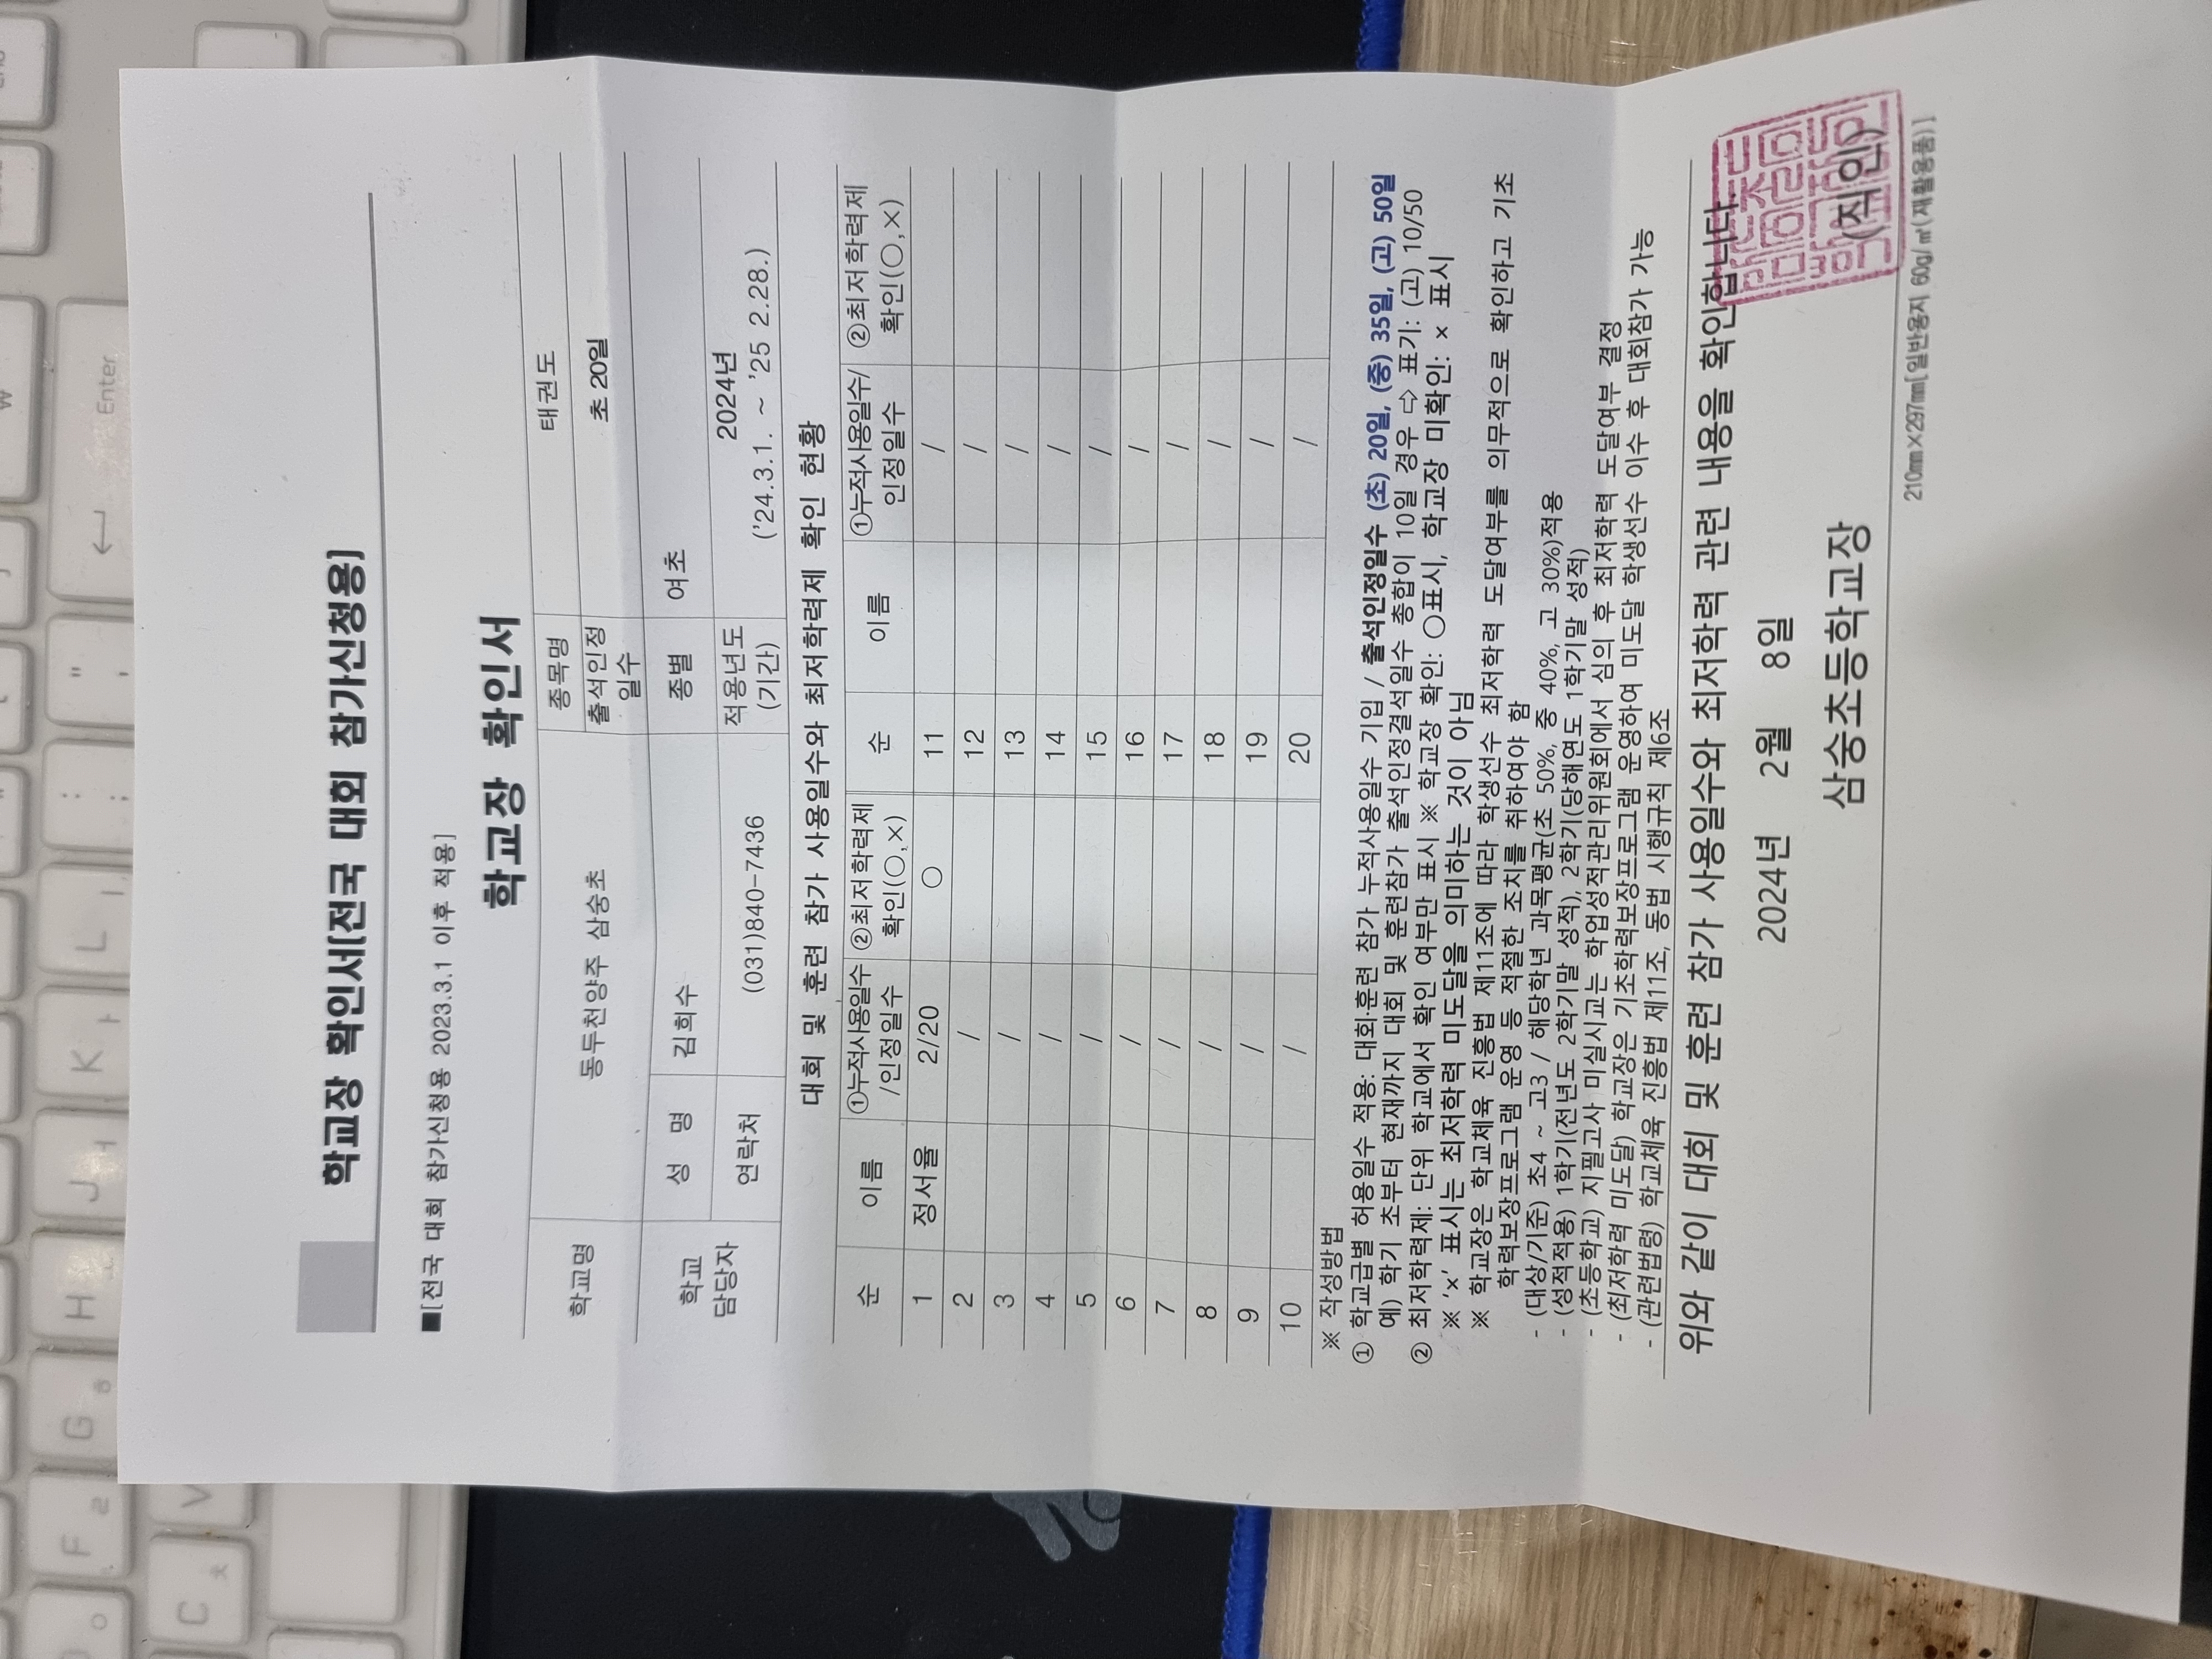 학교장 확인서[전국 대회 참가신청용]
■[전국 대회 참가신청용 2023.3.1 이후 적용]
학교장 확인서
학교명 동두천양주 삼숭초 종목명 태권도
출석인정 일수 초 20일
학교 담당자 성 명 김희수 종별 여초
연락처 (031)840-7436 적용년도 (기간) 2024년 ('24.3.1. ~ '25 2.28.)
대회 및 훈련 참가 사용일수와 최저학력제 확인 현황
순 이름 ①누적사용일수/인정일수 ②최저학력제 확인(○,×) 순 이름 ①누적사용일수/인정일수 ②최저학력제 확인(○,×)
1 정서율 2/20 ○ 11 /
2 / 12 /
3 / 13 /
4 / 14 /
5 / 15 /
6 / 16 /
7 / 17 /
8 / 18 /
9 / 19 /
10 / 20 /
※ 작성방법
① 학교급별 허용일수 적용: 대회·훈련 참가 누적사용일수 기입 / 출석인정일수 (초) 20일, (중) 35일, (고) 50일
예) 학기 초부터 현재까지 대회 및 훈련참가 출석인정결석일수 총합이 10일 경우 ⇨ 표기: (고) 10/50
② 최저학력제: 단위 학교에서 확인 여부만 표시 ※ 학교장 확인: ○표시, 학교장 미확인: × 표시
※ '×' 표시는 최저학력 미도달을 의미하는 것이 아님
※ 학교장은 학교체육 진흥법 제11조에 따라 학생선수 최저학력 도달여부를 의무적으로 확인하고 기초
학력보장프로그램 운영 등 적절한 조치를 취하여야 함
- (대상/기준) 초4 ~ 고3 / 해당학년 과목평균(초 50%, 중 40%, 고 30%)적용
- (성적적용) 1학기(전년도 2학기말 성적), 2학기(당해연도 1학기말 성적)
- (초등학교) 지필고사 미실시교는 학업성적관리위원회에서 심의 후 최저학력 도달여부 결정
- (최저학력 미도달) 학교장은 기초학력보장프로그램 운영하여 미도달 학생선수 이수 후 대회참가 가능
- (관련법령) 학교체육 진흥법 제11조, 동법 시행규칙 제6조
위와 같이 대회 및 훈련 참가 사용일수와 최저학력 관련 내용을 확인합니다.
2024년 2월 8일
삼숭초등학교장 (직인)
210㎜×297㎜[일반용지 60g/㎡(재활용품)]
Enter
"
'
:
;
L
K
J
H
G
F
C
V